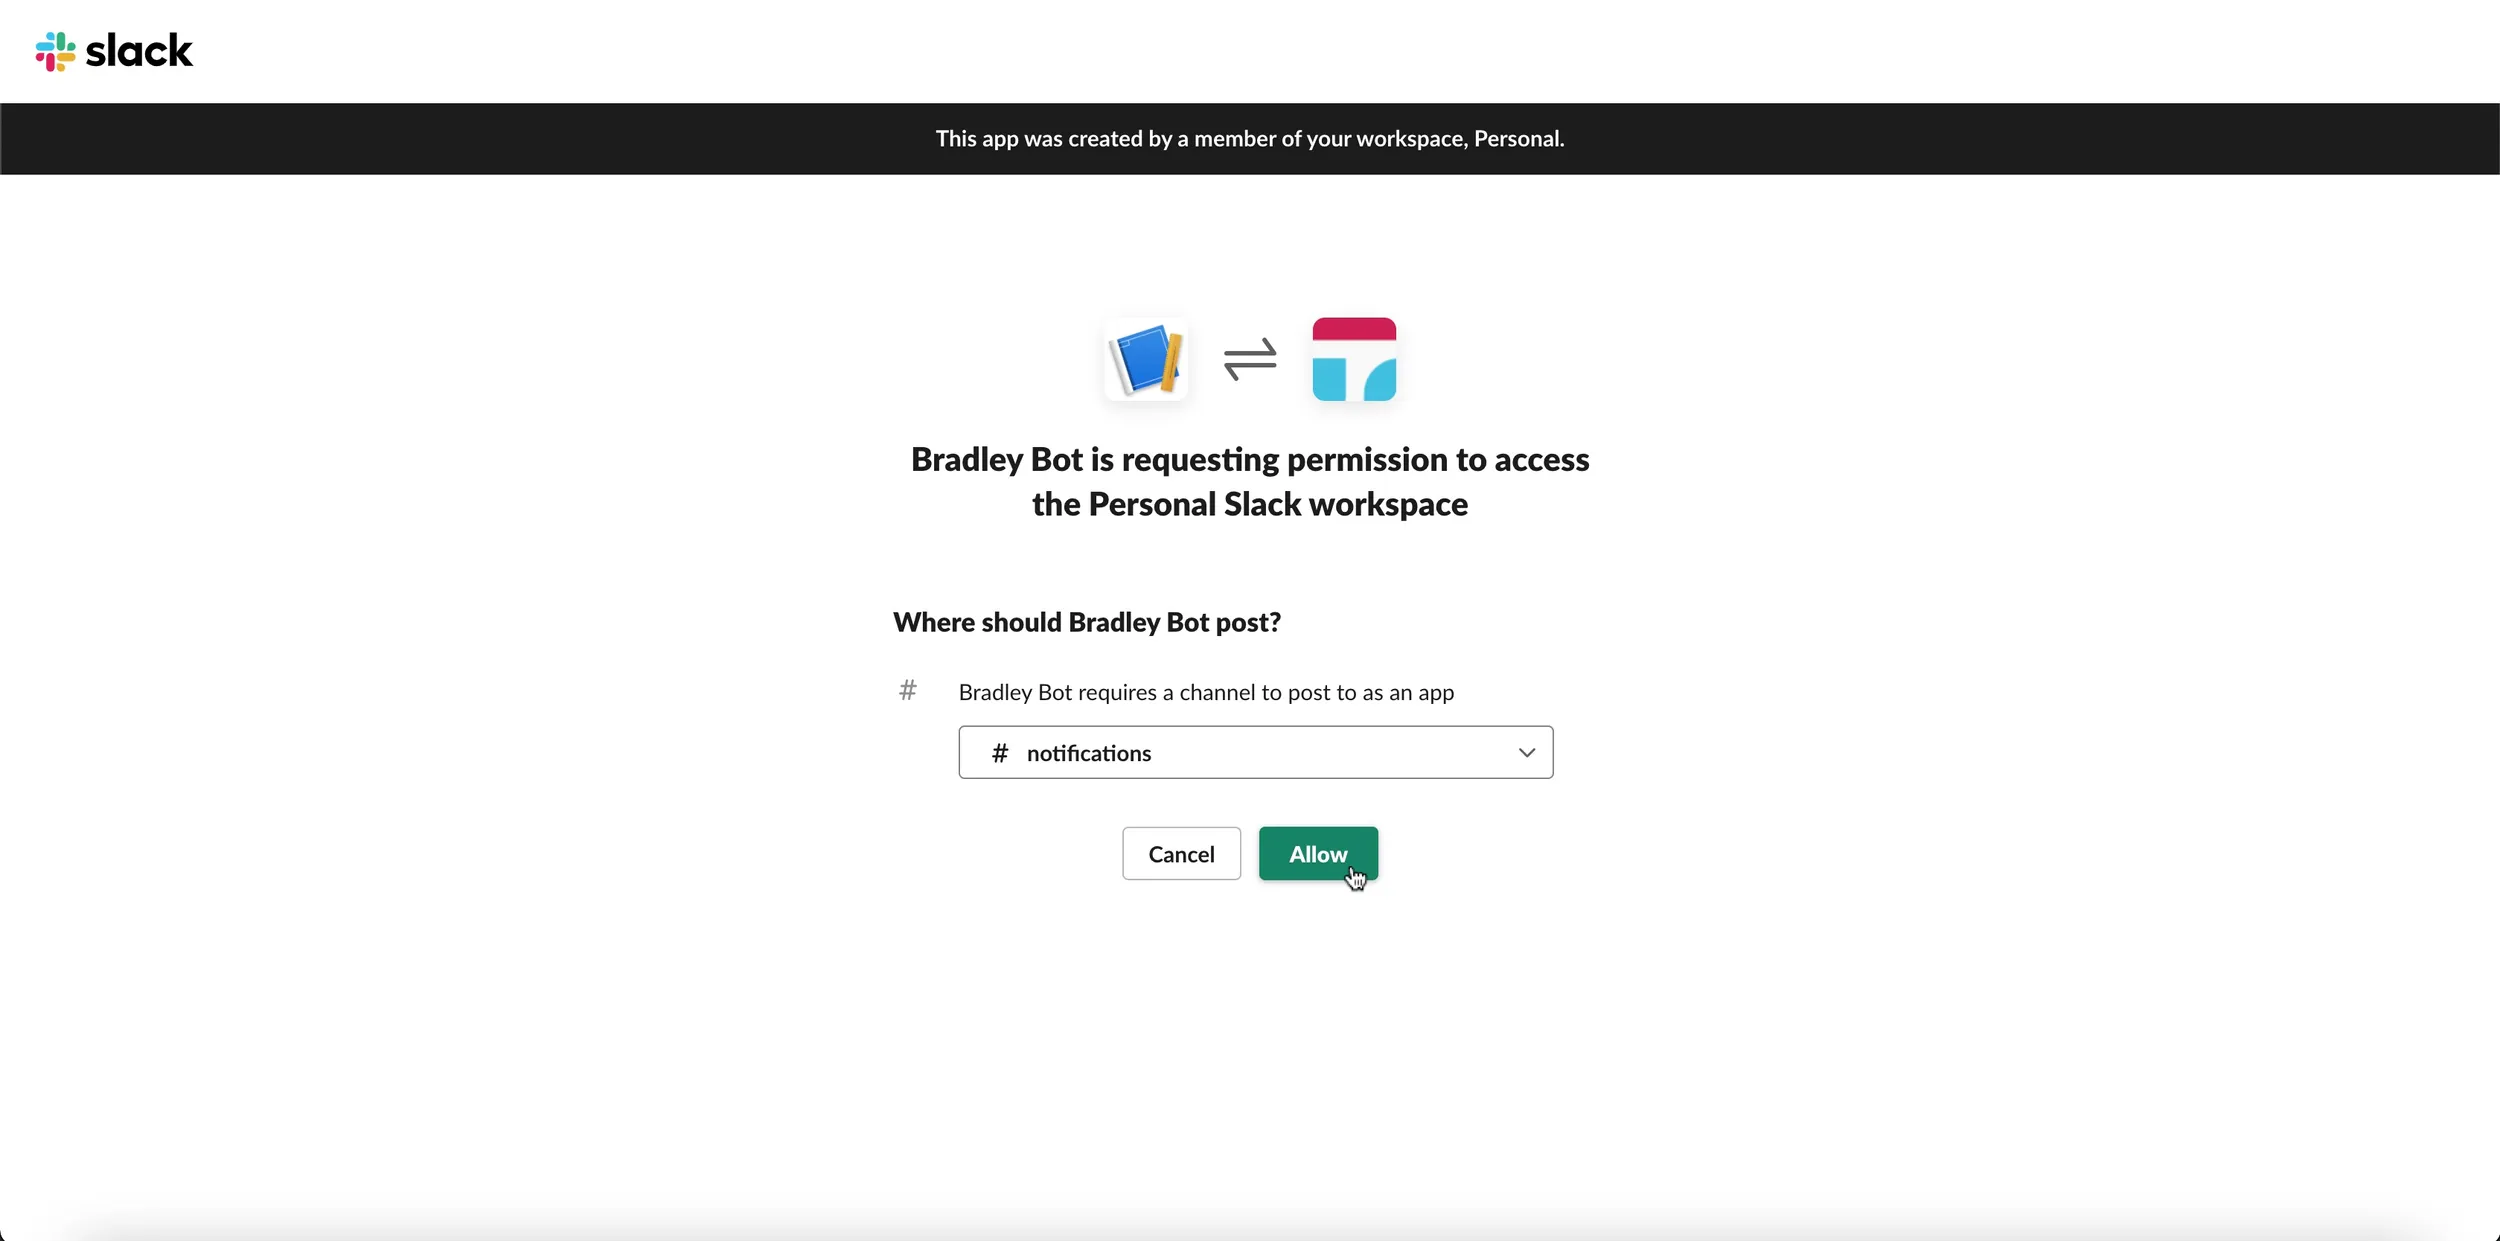 slack
This app was created by a member of your workspace, Personal.
Bradley Bot is requesting permission to access
the Personal Slack workspace
Where should Bradley Bot post?
# Bradley Bot requires a channel to post to as an app
# notifications
Cancel Allow